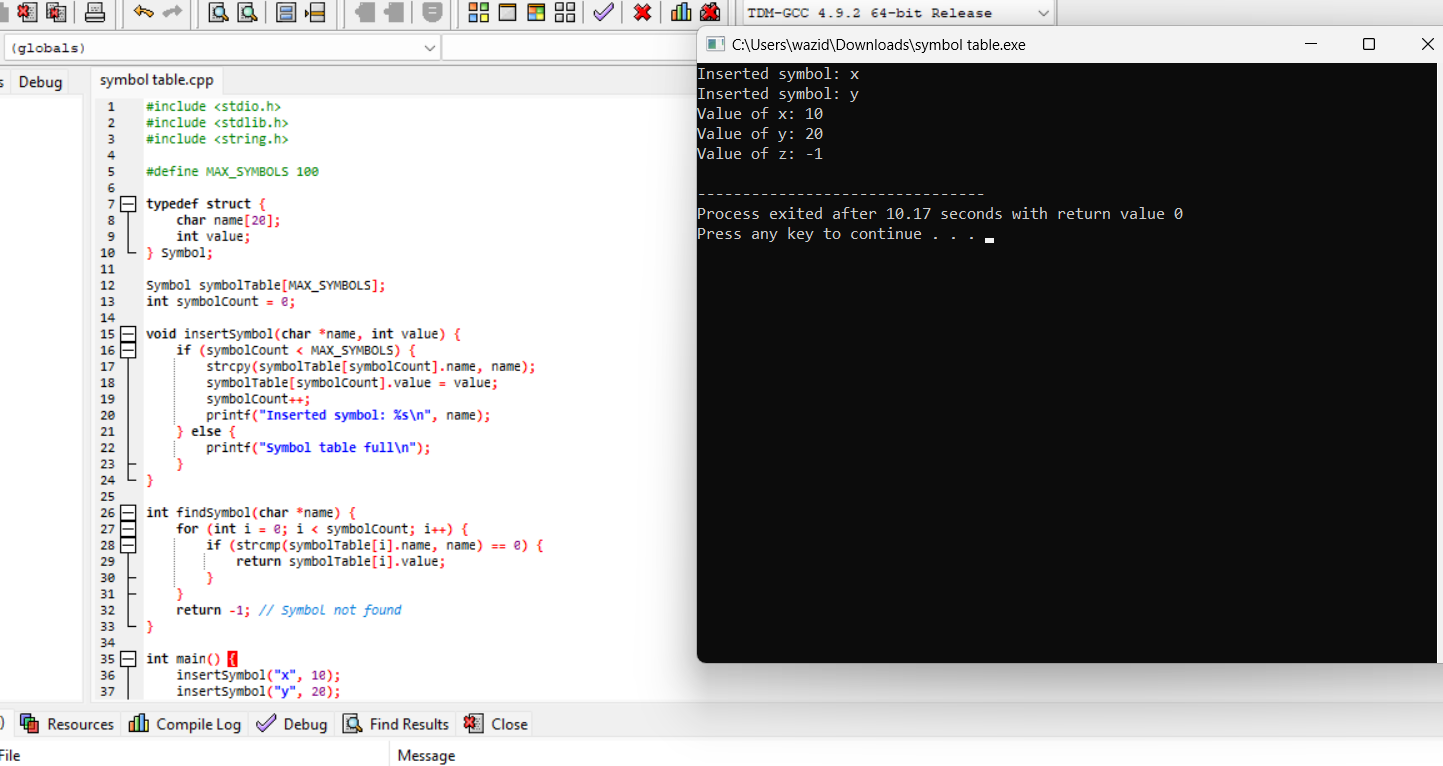 TDM-GCC 4.9.2 64-bit Release
(globals)
Debug
symbol table.cpp
1 #include <stdio.h>
2 #include <stdlib.h>
3 #include <string.h>
4
5 #define MAX_SYMBOLS 100
6
7 typedef struct {
8 char name[20];
9 int value;
10 } Symbol;
11
12 Symbol symbolTable[MAX_SYMBOLS];
13 int symbolCount = 0;
14
15 void insertSymbol(char *name, int value) {
16 if (symbolCount < MAX_SYMBOLS) {
17 strcpy(symbolTable[symbolCount].name, name);
18 symbolTable[symbolCount].value = value;
19 symbolCount++;
20 printf("Inserted symbol: %s\n", name);
21 } else {
22 printf("Symbol table full\n");
23 }
24 }
25
26 int findSymbol(char *name) {
27 for (int i = 0; i < symbolCount; i++) {
28 if (strcmp(symbolTable[i].name, name) == 0) {
29 return symbolTable[i].value;
30 }
31 }
32 return -1; // Symbol not found
33 }
34
35 int main() {
36 insertSymbol("x", 10);
37 insertSymbol("y", 20);
C:\Users\wazid\Downloads\symbol table.exe
Inserted symbol: x
Inserted symbol: y
Value of x: 10
Value of y: 20
Value of z: -1
--------------------------------
Process exited after 10.17 seconds with return value 0
Press any key to continue . . .
Resources Compile Log Debug Find Results Close
File Message